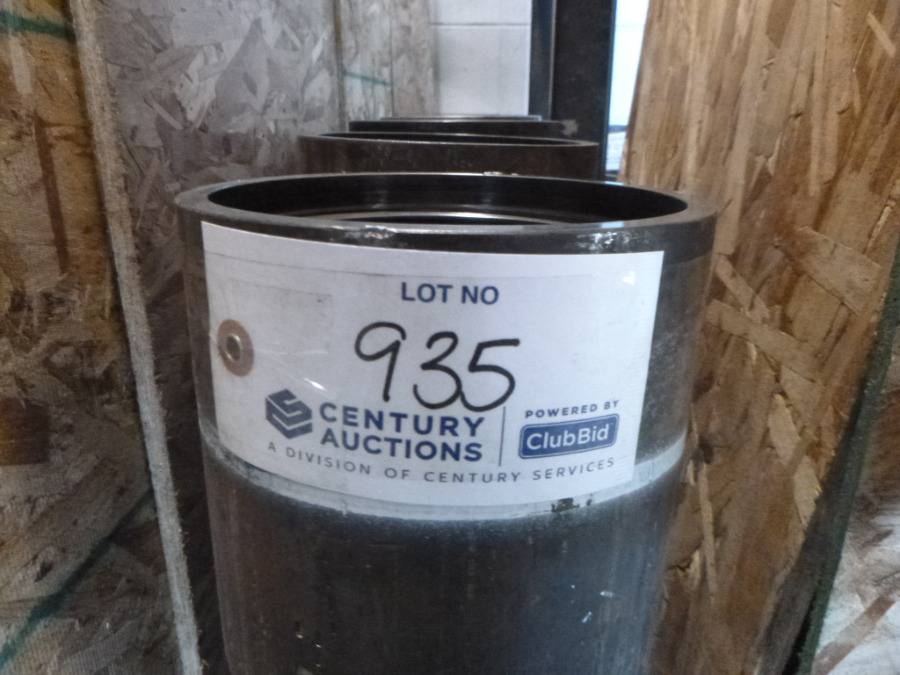 LOT NO
935
CENTURY
AUCTIONS
A DIVISION OF CENTURY SERVICES
POWERED BY
ClubBid